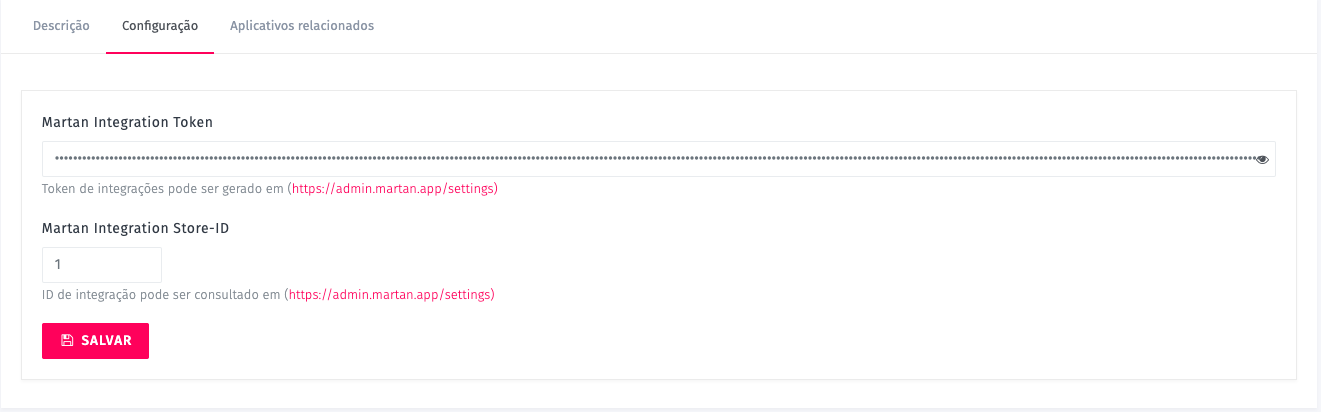 Descrição Configuração Aplicativos relacionados
Martan Integration Token
Token de integrações pode ser gerado em (https://admin.martan.app/settings)
Martan Integration Store-ID
1
ID de integração pode ser consultado em (https://admin.martan.app/settings)
SALVAR